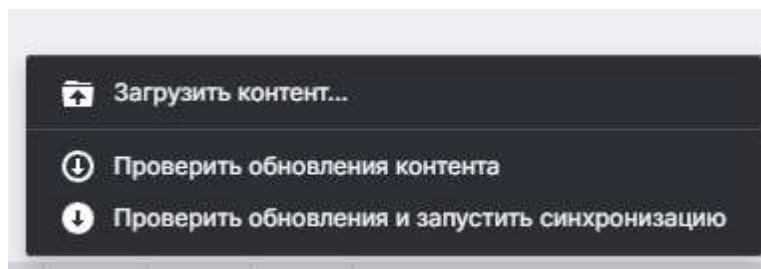 Загрузить контент...
Проверить обновления контента
Проверить обновления и запустить синхронизацию